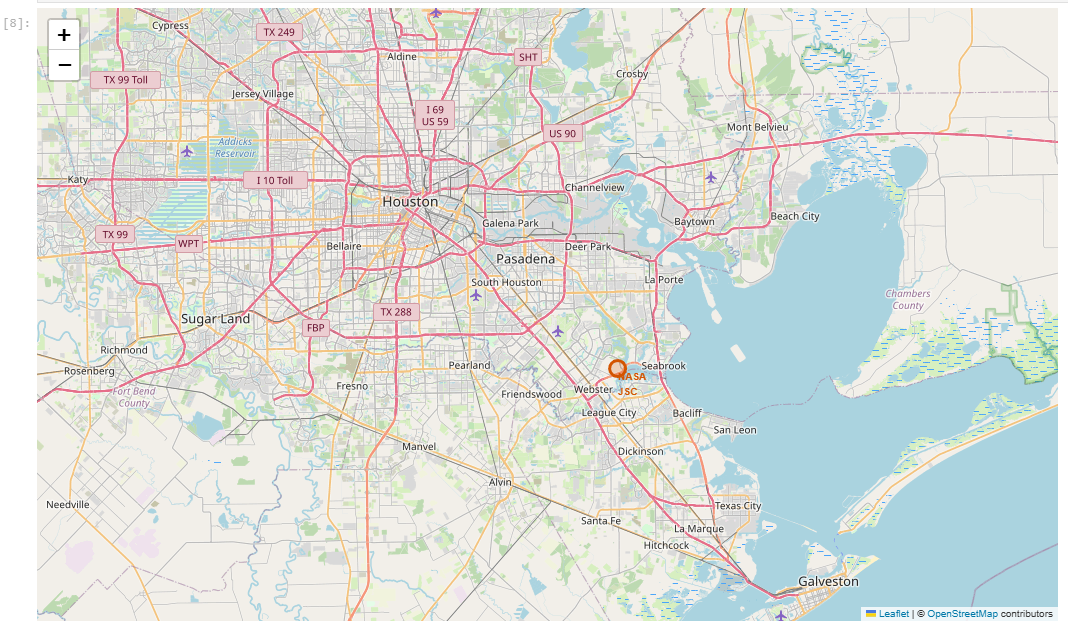 [8]:
+
−
Cypress
TX 249
Aldine
SHT
Crosby
TX 99 Toll
Jersey Village
I 69
US 59
US 90
Mont Belvieu
Addicks
Reservoir
Katy
I 10 Toll
Channelview
Houston
Galena Park
Baytown
Beach City
TX 99
WPT
Bellaire
Deer Park
Pasadena
South Houston
La Porte
Chambers
County
Sugar Land
FBP
TX 288
Richmond
Rosenberg
Pearland
Seabrook
NASA
JSC
Fort Bend
County
Fresno
Friendswood
Webster
League City
Bacliff
San Leon
Manvel
Dickinson
Alvin
Needville
Texas City
Santa Fe
La Marque
Hitchcock
Galveston
Leaflet | © OpenStreetMap contributors